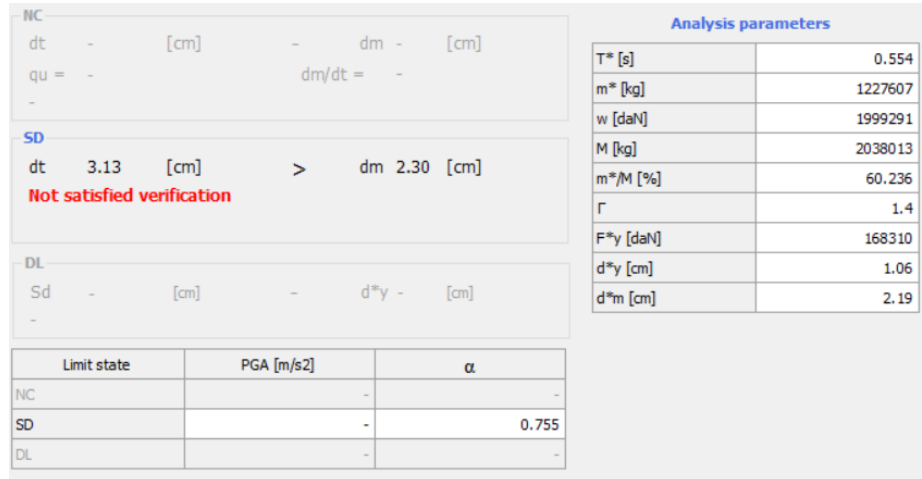 NC
dt - [cm] - dm - [cm]
qu = - dm/dt = -
-
SD
dt 3.13 [cm] > dm 2.30 [cm]
Not satisfied verification
DL
Sd - [cm] - d*y - [cm]
-
Limit state PGA [m/s2] α
NC - -
SD - 0.755
DL - -
Analysis parameters
T* [s] 0.554
m* [kg] 1227607
w [daN] 1999291
M [kg] 2038013
m*/M [%] 60.236
Γ 1.4
F*y [daN] 168310
d*y [cm] 1.06
d*m [cm] 2.19